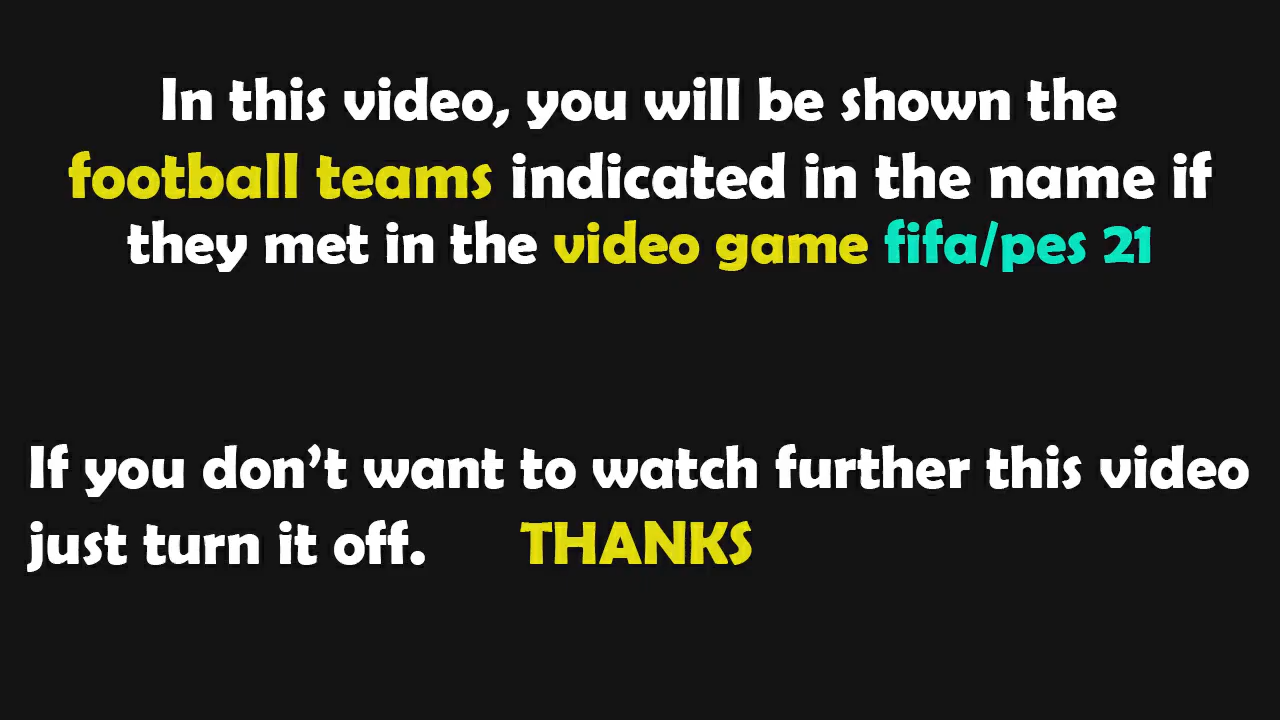 In this video, you will be shown the
football teams indicated in the name if
they met in the video game fifa/pes 21
If you don't want to watch further this video
just turn it off. THANKS